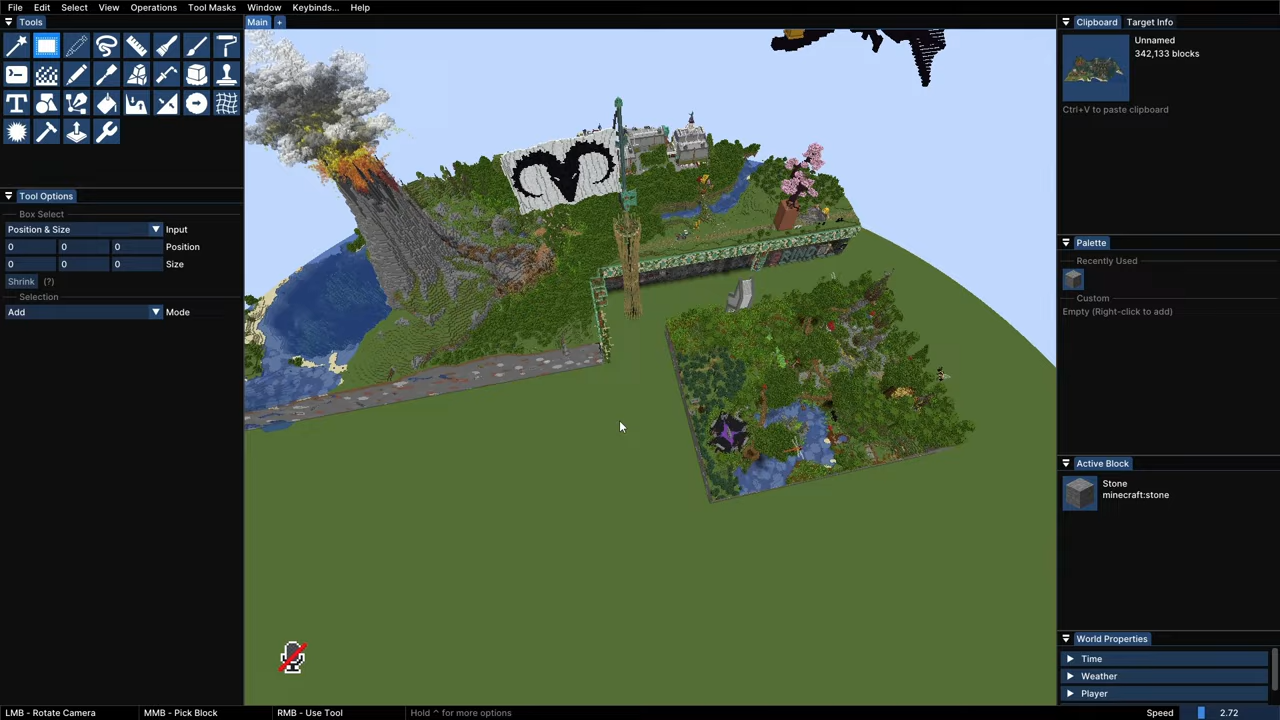 File Edit Select View Operations Tool Masks Window Keybinds... Help
Tools
Main +
Clipboard Target Info
Unnamed
342,133 blocks
Ctrl+V to paste clipboard
Tool Options
Box Select
Position & Size Input
0 0 0 Position
0 0 0 Size
Shrink (?)
Selection
Add Mode
Palette
Recently Used
Custom
Empty (Right-click to add)
Active Block
Stone
minecraft:stone
World Properties
Time
Weather
Player
LMB - Rotate Camera MMB - Pick Block RMB - Use Tool Hold ^ for more options Speed 2.72